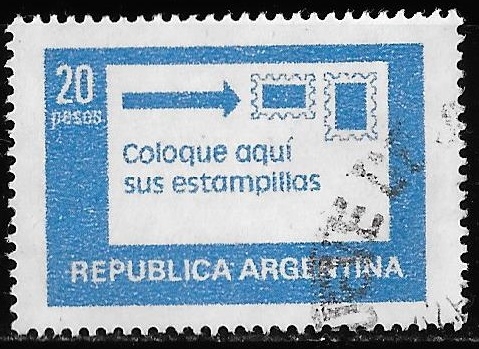 20
pesos
Coloque aquí
sus estampillas
REPUBLICA ARGENTINA